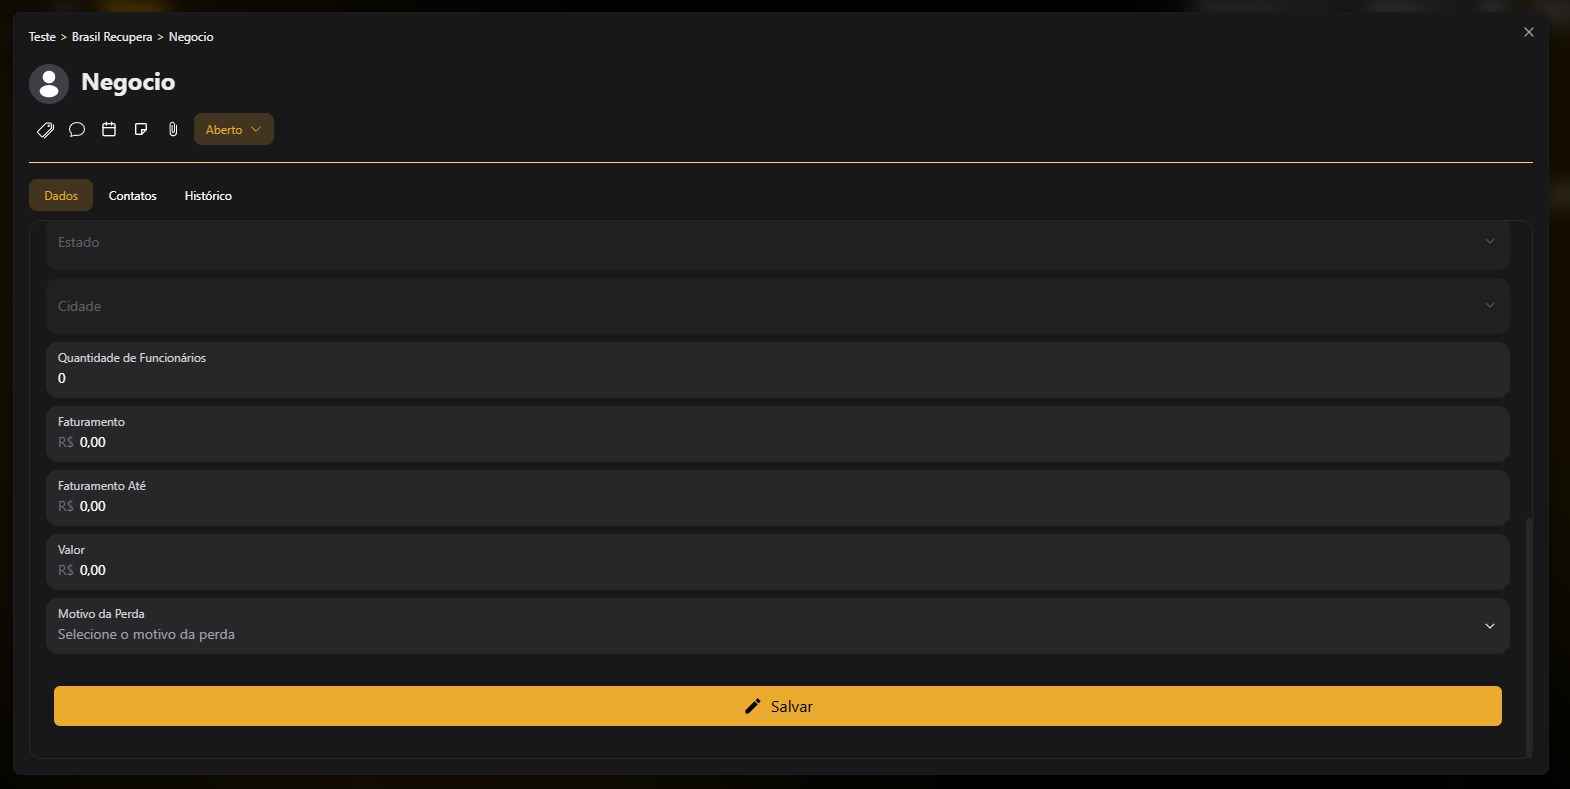 Teste > Brasil Recupera > Negocio
Negocio
Aberto
Dados Contatos Histórico
Estado
Cidade
Quantidade de Funcionários
0
Faturamento
R$ 0,00
Faturamento Até
R$ 0,00
Valor
R$ 0,00
Motivo da Perda
Selecione o motivo da perda
Salvar